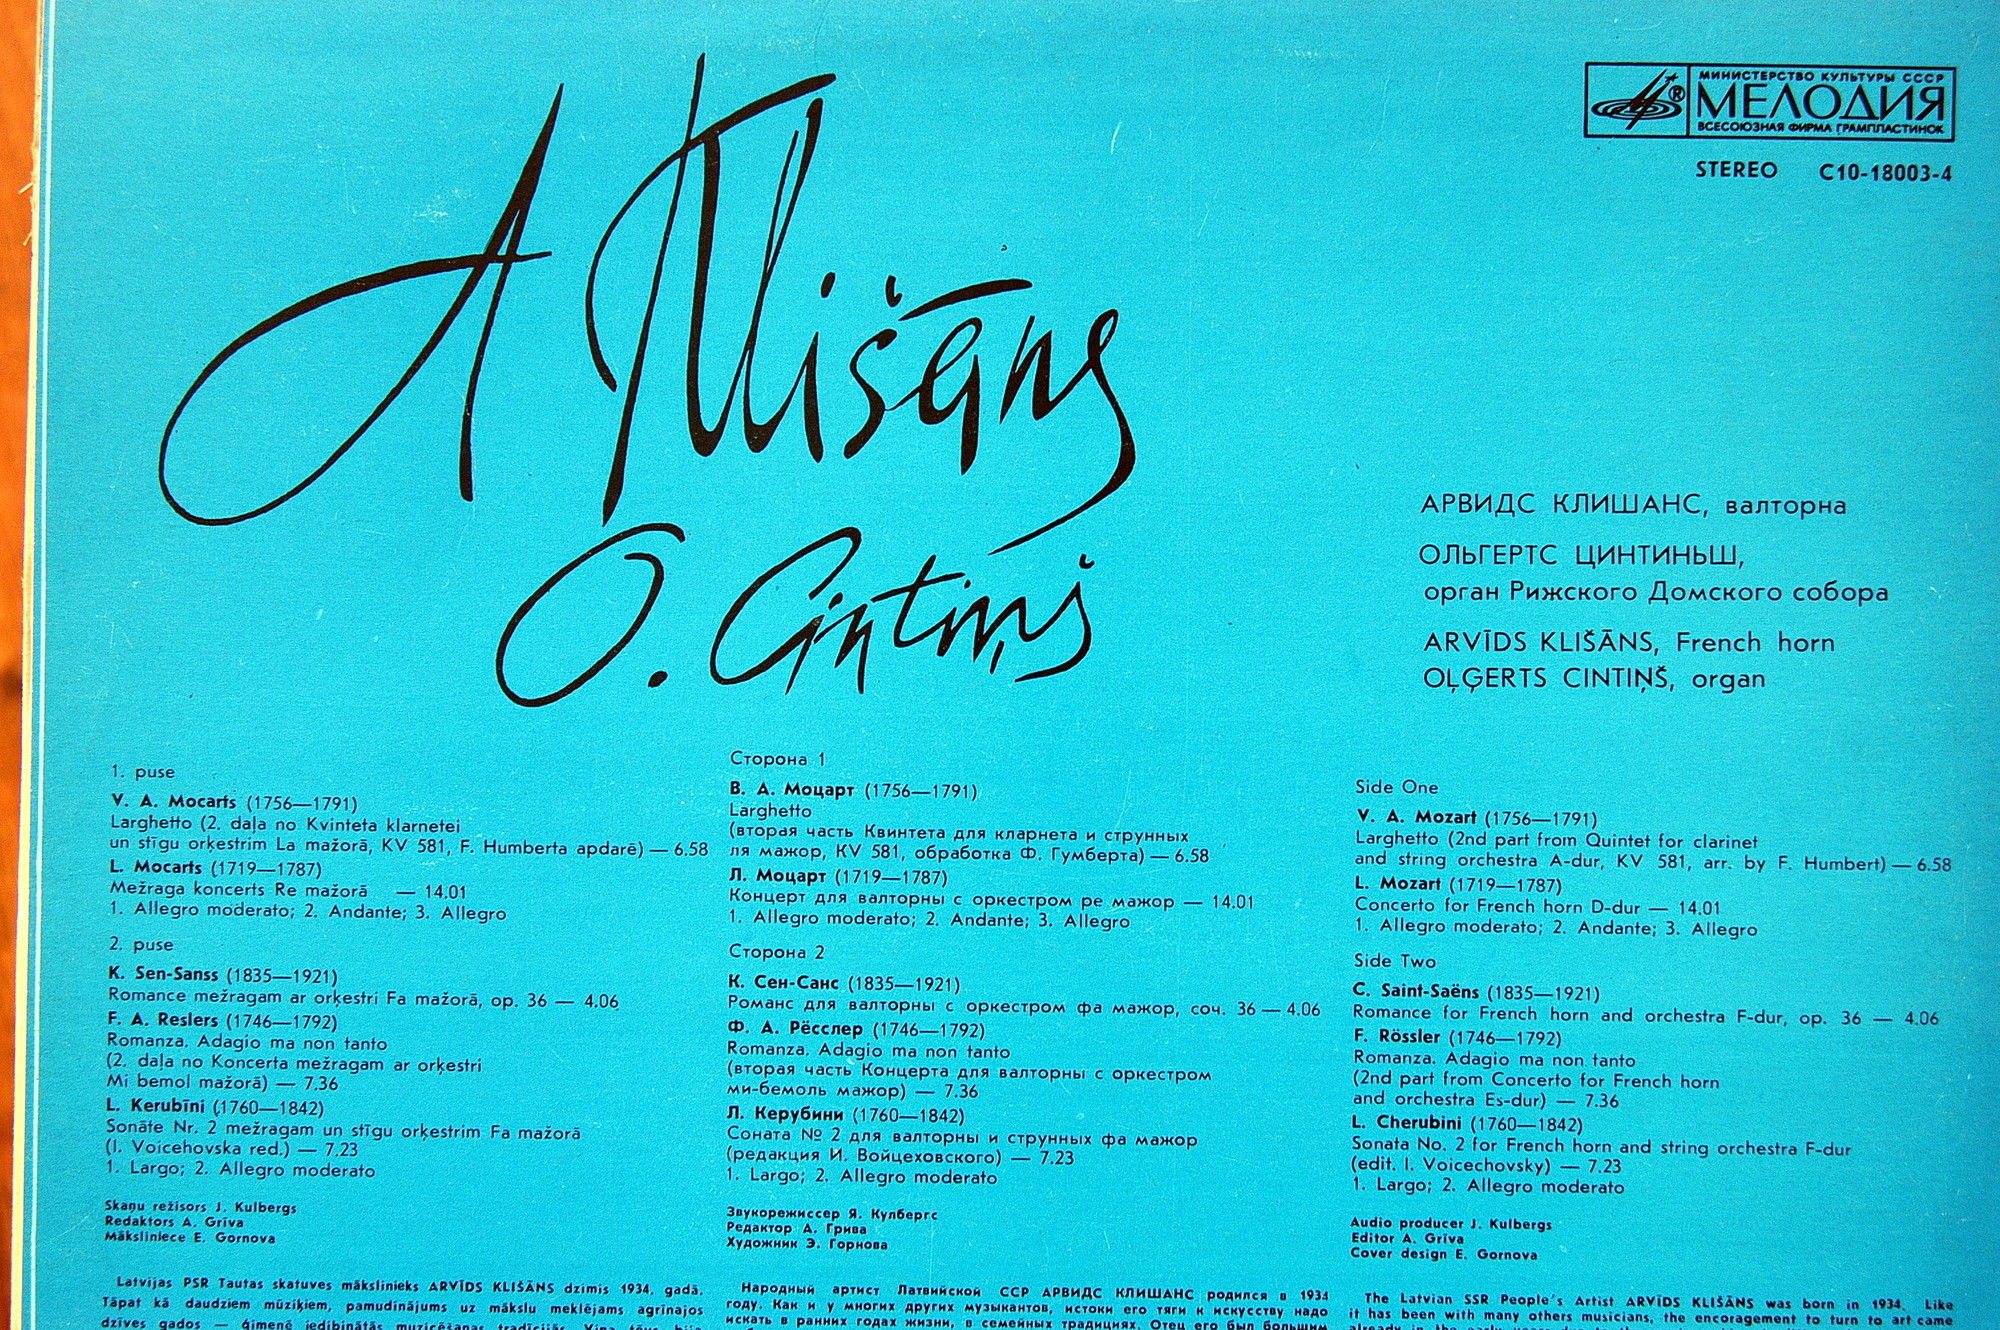 МИНИСТЕРСТВО КУЛЬТУРЫ СССР
МЕЛОДИЯ
ВСЕСОЮЗНАЯ ФИРМА ГРАМПЛАСТИНОК
®
STEREO C10-18003-4
A Klišāns
O. Cintiņš
АРВИДС КЛИШАНС, валторна
ОЛЬГЕРТС ЦИНТИНЬШ,
орган Рижского Домского собора
ARVĪDS KLIŠĀNS, French horn
OĻĢERTS CINTIŅŠ, organ
1. puse
V. A. Mocarts (1756—1791)
Larghetto (2. daļa no Kvinteta klarnetei
un stīgu orķestrim La mažorā, KV 581, F. Humberta apdarē) — 6.58
L. Mocarts (1719—1787)
Mežraga koncerts Re mažorā — 14.01
1. Allegro moderato; 2. Andante; 3. Allegro
2. puse
K. Sen-Sanss (1835—1921)
Romance mežragam ar orķestri Fa mažorā, op. 36 — 4.06
F. A. Reslers (1746—1792)
Romanza. Adagio ma non tanto
(2. daļa no Koncerta mežragam ar orķestri
Mi bemol mažorā) — 7.36
L. Kerubīni (1760—1842)
Sonāte Nr. 2 mežragam un stīgu orķestrim Fa mažorā
(I. Voicehovska red.) — 7.23
1. Largo; 2. Allegro moderato
Skaņu režisors J. Kulbergs
Redaktors A. Grīva
Māksliniece E. Gornova
Latvijas PSR Tautas skatuves mākslinieks ARVĪDS KLIŠĀNS dzimis 1934. gadā.
Tāpat kā daudziem mūziķiem, pamudinājums uz mākslu meklējams agrīnajos
dzīves gados — ģimenē iedibinātās muzicēšanas tradīcijās. Viņa tēvs bija
Сторона 1
В. А. Моцарт (1756—1791)
Larghetto
(вторая часть Квинтета для кларнета и струнных
ля мажор, KV 581, обработка Ф. Гумберта) — 6.58
Л. Моцарт (1719—1787)
Концерт для валторны с оркестром ре мажор — 14.01
1. Allegro moderato; 2. Andante; 3. Allegro
Сторона 2
К. Сен-Санс (1835—1921)
Романс для валторны с оркестром фа мажор, соч. 36 — 4.06
Ф. А. Рёсслер (1746—1792)
Romanza. Adagio ma non tanto
(вторая часть Концерта для валторны с оркестром
ми-бемоль мажор) — 7.36
Л. Керубини (1760—1842)
Соната № 2 для валторны и струнных фа мажор
(редакция И. Войцеховского) — 7.23
1. Largo; 2. Allegro moderato
Звукорежиссер Я. Кулбергс
Редактор А. Грива
Художник Э. Горнова
Народный артист Латвийской ССР АРВИДС КЛИШАНС родился в 1934
году. Как и у многих других музыкантов, истоки его тяги к искусству надо
искать в ранних годах жизни, в семейных традициях. Отец его был большим
Side One
V. A. Mozart (1756—1791)
Larghetto (2nd part from Quintet for clarinet
and string orchestra A-dur, KV 581, arr. by F. Humbert) — 6.58
L. Mozart (1719—1787)
Concerto for French horn D-dur — 14.01
1. Allegro moderato; 2. Andante; 3. Allegro
Side Two
C. Saint-Saëns (1835—1921)
Romance for French horn and orchestra F-dur, op. 36 — 4.06
F. Rössler (1746—1792)
Romanza. Adagio ma non tanto
(2nd part from Concerto for French horn
and orchestra Es-dur) — 7.36
L. Cherubini (1760—1842)
Sonata No. 2 for French horn and string orchestra F-dur
(edit. I. Voicechovsky) — 7.23
1. Largo; 2. Allegro moderato
Audio producer J. Kulbergs
Editor A. Grīva
Cover design E. Gornova
The Latvian SSR People's Artist ARVĪDS KLIŠĀNS was born in 1934. Like
it has been with many others musicians, the encoragement to turn to art came
already in the early years